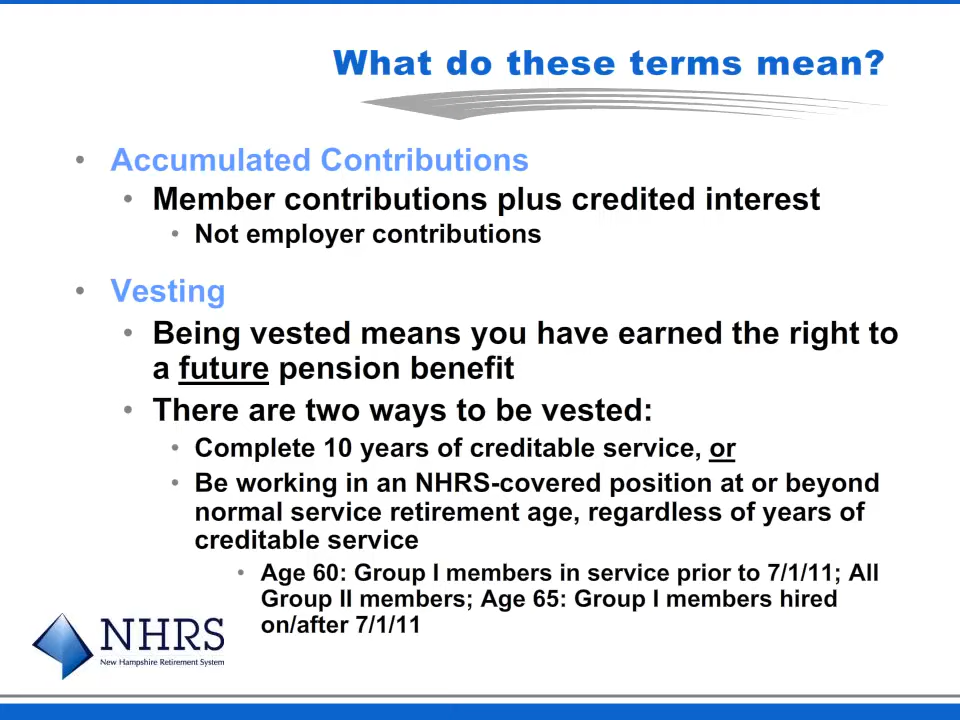 What do these terms mean?
• Accumulated Contributions
• Member contributions plus credited interest
• Not employer contributions
• Vesting
• Being vested means you have earned the right to
a future pension benefit
• There are two ways to be vested:
• Complete 10 years of creditable service, or
• Be working in an NHRS-covered position at or beyond
normal service retirement age, regardless of years of
creditable service
• Age 60: Group I members in service prior to 7/1/11; All
Group II members; Age 65: Group I members hired
on/after 7/1/11
NHRS
New Hampshire Retirement System